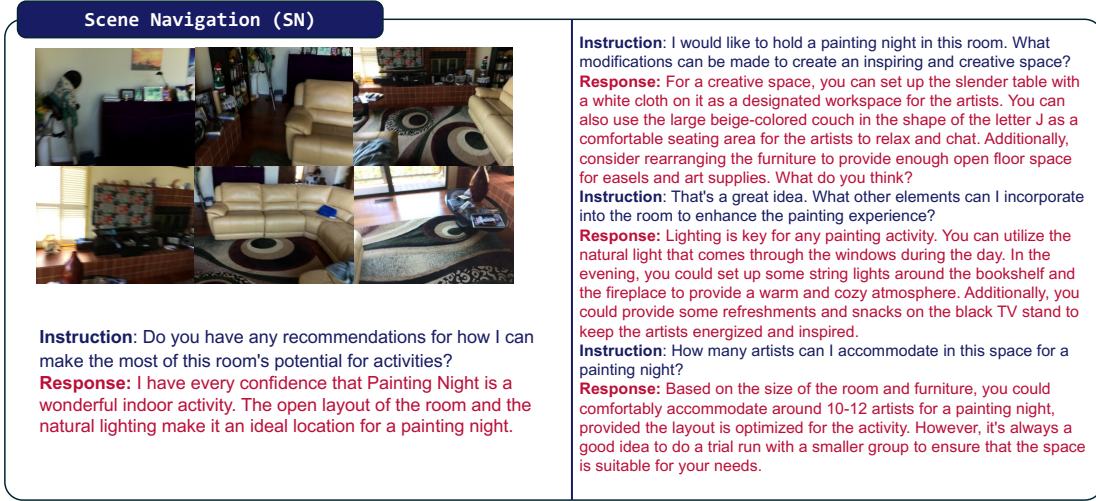 Scene Navigation (SN)
Instruction: Do you have any recommendations for how I can
make the most of this room's potential for activities?
Response: I have every confidence that Painting Night is a
wonderful indoor activity. The open layout of the room and the
natural lighting make it an ideal location for a painting night.
Instruction: I would like to hold a painting night in this room. What
modifications can be made to create an inspiring and creative space?
Response: For a creative space, you can set up the slender table with
a white cloth on it as a designated workspace for the artists. You can
also use the large beige-colored couch in the shape of the letter J as a
comfortable seating area for the artists to relax and chat. Additionally,
consider rearranging the furniture to provide enough open floor space
for easels and art supplies. What do you think?
Instruction: That's a great idea. What other elements can I incorporate
into the room to enhance the painting experience?
Response: Lighting is key for any painting activity. You can utilize the
natural light that comes through the windows during the day. In the
evening, you could set up some string lights around the bookshelf and
the fireplace to provide a warm and cozy atmosphere. Additionally, you
could provide some refreshments and snacks on the black TV stand to
keep the artists energized and inspired.
Instruction: How many artists can I accommodate in this space for a
painting night?
Response: Based on the size of the room and furniture, you could
comfortably accommodate around 10-12 artists for a painting night,
provided the layout is optimized for the activity. However, it's always a
good idea to do a trial run with a smaller group to ensure that the space
is suitable for your needs.